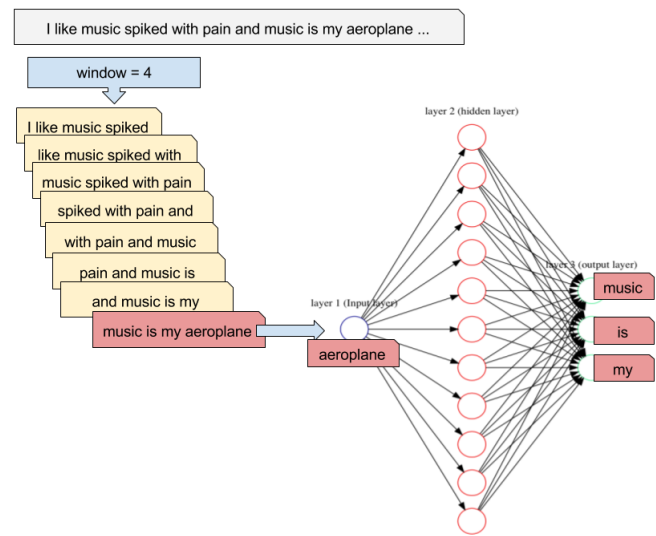 I like music spiked with pain and music is my aeroplane ...
window = 4
I like music spiked
like music spiked with
music spiked with pain
spiked with pain and
with pain and music
pain and music is
and music is my
music is my aeroplane
layer 1 (Input layer)
aeroplane
layer 2 (hidden layer)
layer 3 (output layer)
music
is
my